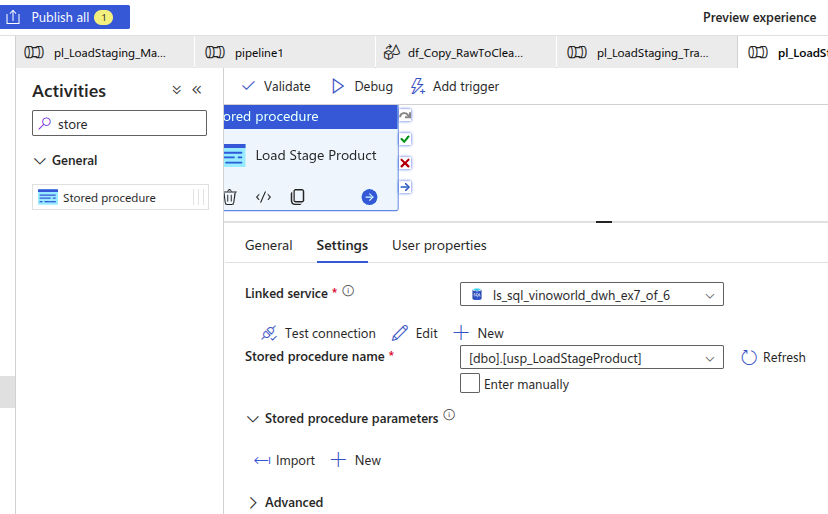 Publish all 1
Preview experience
pl_LoadStaging_Ma...
pipeline1
df_Copy_RawToClea...
pl_LoadStaging_Tra...
pl_LoadSt
Activities
store
General
Stored procedure
Validate
Debug
Add trigger
ored procedure
Load Stage Product
General
Settings
User properties
Linked service *
ls_sql_vinoworld_dwh_ex7_of_6
Test connection
Edit
New
Stored procedure name *
[dbo].[usp_LoadStageProduct]
Refresh
Enter manually
Stored procedure parameters
Import
New
Advanced